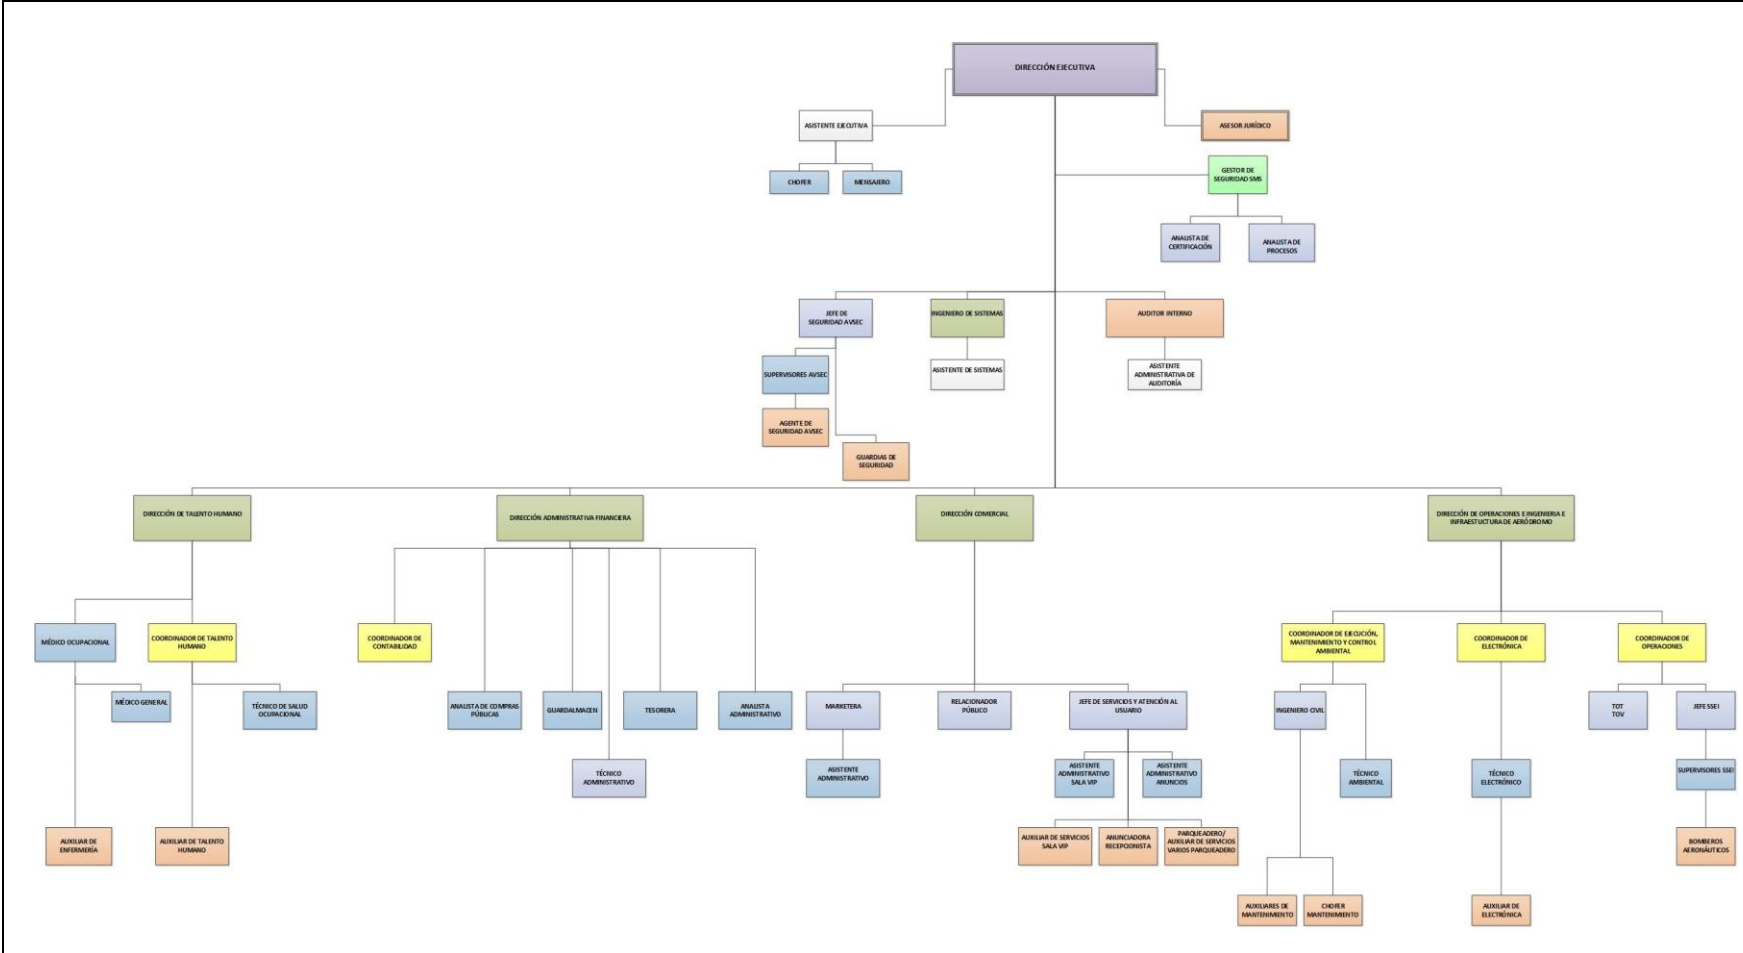 DIRECCIÓN EJECUTIVA
ASISTENTE EJECUTIVA
ASESOR JURÍDICO
CHOFER
MENSAJERO
GESTOR DE
SEGURIDAD SMS
ANALISTA DE
CERTIFICACIÓN
ANALISTA DE
PROCESOS
JEFE DE
SEGURIDAD AVSEC
INGENIERO DE SISTEMAS
AUDITOR INTERNO
SUPERVISORES AVSEC
ASISTENTE DE SISTEMAS
ASISTENTE
ADMINISTRATIVA DE
AUDITORÍA
AGENTE DE
SEGURIDAD AVSEC
GUARDIAS DE
SEGURIDAD
DIRECCIÓN DE TALENTO HUMANO
DIRECCIÓN ADMINISTRATIVA FINANCIERA
DIRECCIÓN COMERCIAL
DIRECCIÓN DE OPERACIONES E INGENIERIA E
INFRAESTUCTURA DE AERÓDROMO
MÉDICO OCUPACIONAL
COORDINADOR DE TALENTO
HUMANO
COORDINADOR DE
CONTABILIDAD
COORDINADOR DE EJECUCIÓN,
MANTENIMIENTO Y CONTROL
AMBIENTAL
COORDINADOR DE
ELECTRÓNICA
COORDINADOR DE
OPERACIONES
MÉDICO GENERAL
TÉCNICO DE SALUD
OCUPACIONAL
ANALISTA DE COMPRAS
PÚBLICAS
GUARDALMACEN
TESORERA
ANALISTA
ADMINISTRATIVO
MARKETERA
RELACIONADOR
PÚBLICO
JEFE DE SERVICIOS Y ATENCIÓN AL
USUARIO
INGENIERO CIVIL
TOT
TOV
JEFE SSEI
TÉCNICO
ADMINISTRATIVO
ASISTENTE
ADMINISTRATIVO
ASISTENTE
ADMINISTRATIVO
SALA VIP
ASISTENTE
ADMINISTRATIVO
ANUNCIOS
TÉCNICO
AMBIENTAL
TÉCNICO
ELECTRÓNICO
SUPERVISORES SSEI
AUXILIAR DE
ENFERMERÍA
AUXILIAR DE TALENTO
HUMANO
AUXILIAR DE SERVICIOS
SALA VIP
ANUNCIADORA
RECEPCIONISTA
PARQUEADERO/
AUXILIAR DE SERVICIOS
VARIOS PARQUEADERO
BOMBEROS
AERONÁUTICOS
AUXILIARES DE
MANTENIMIENTO
CHOFER
MANTENIMIENTO
AUXILIAR DE
ELECTRÓNICA